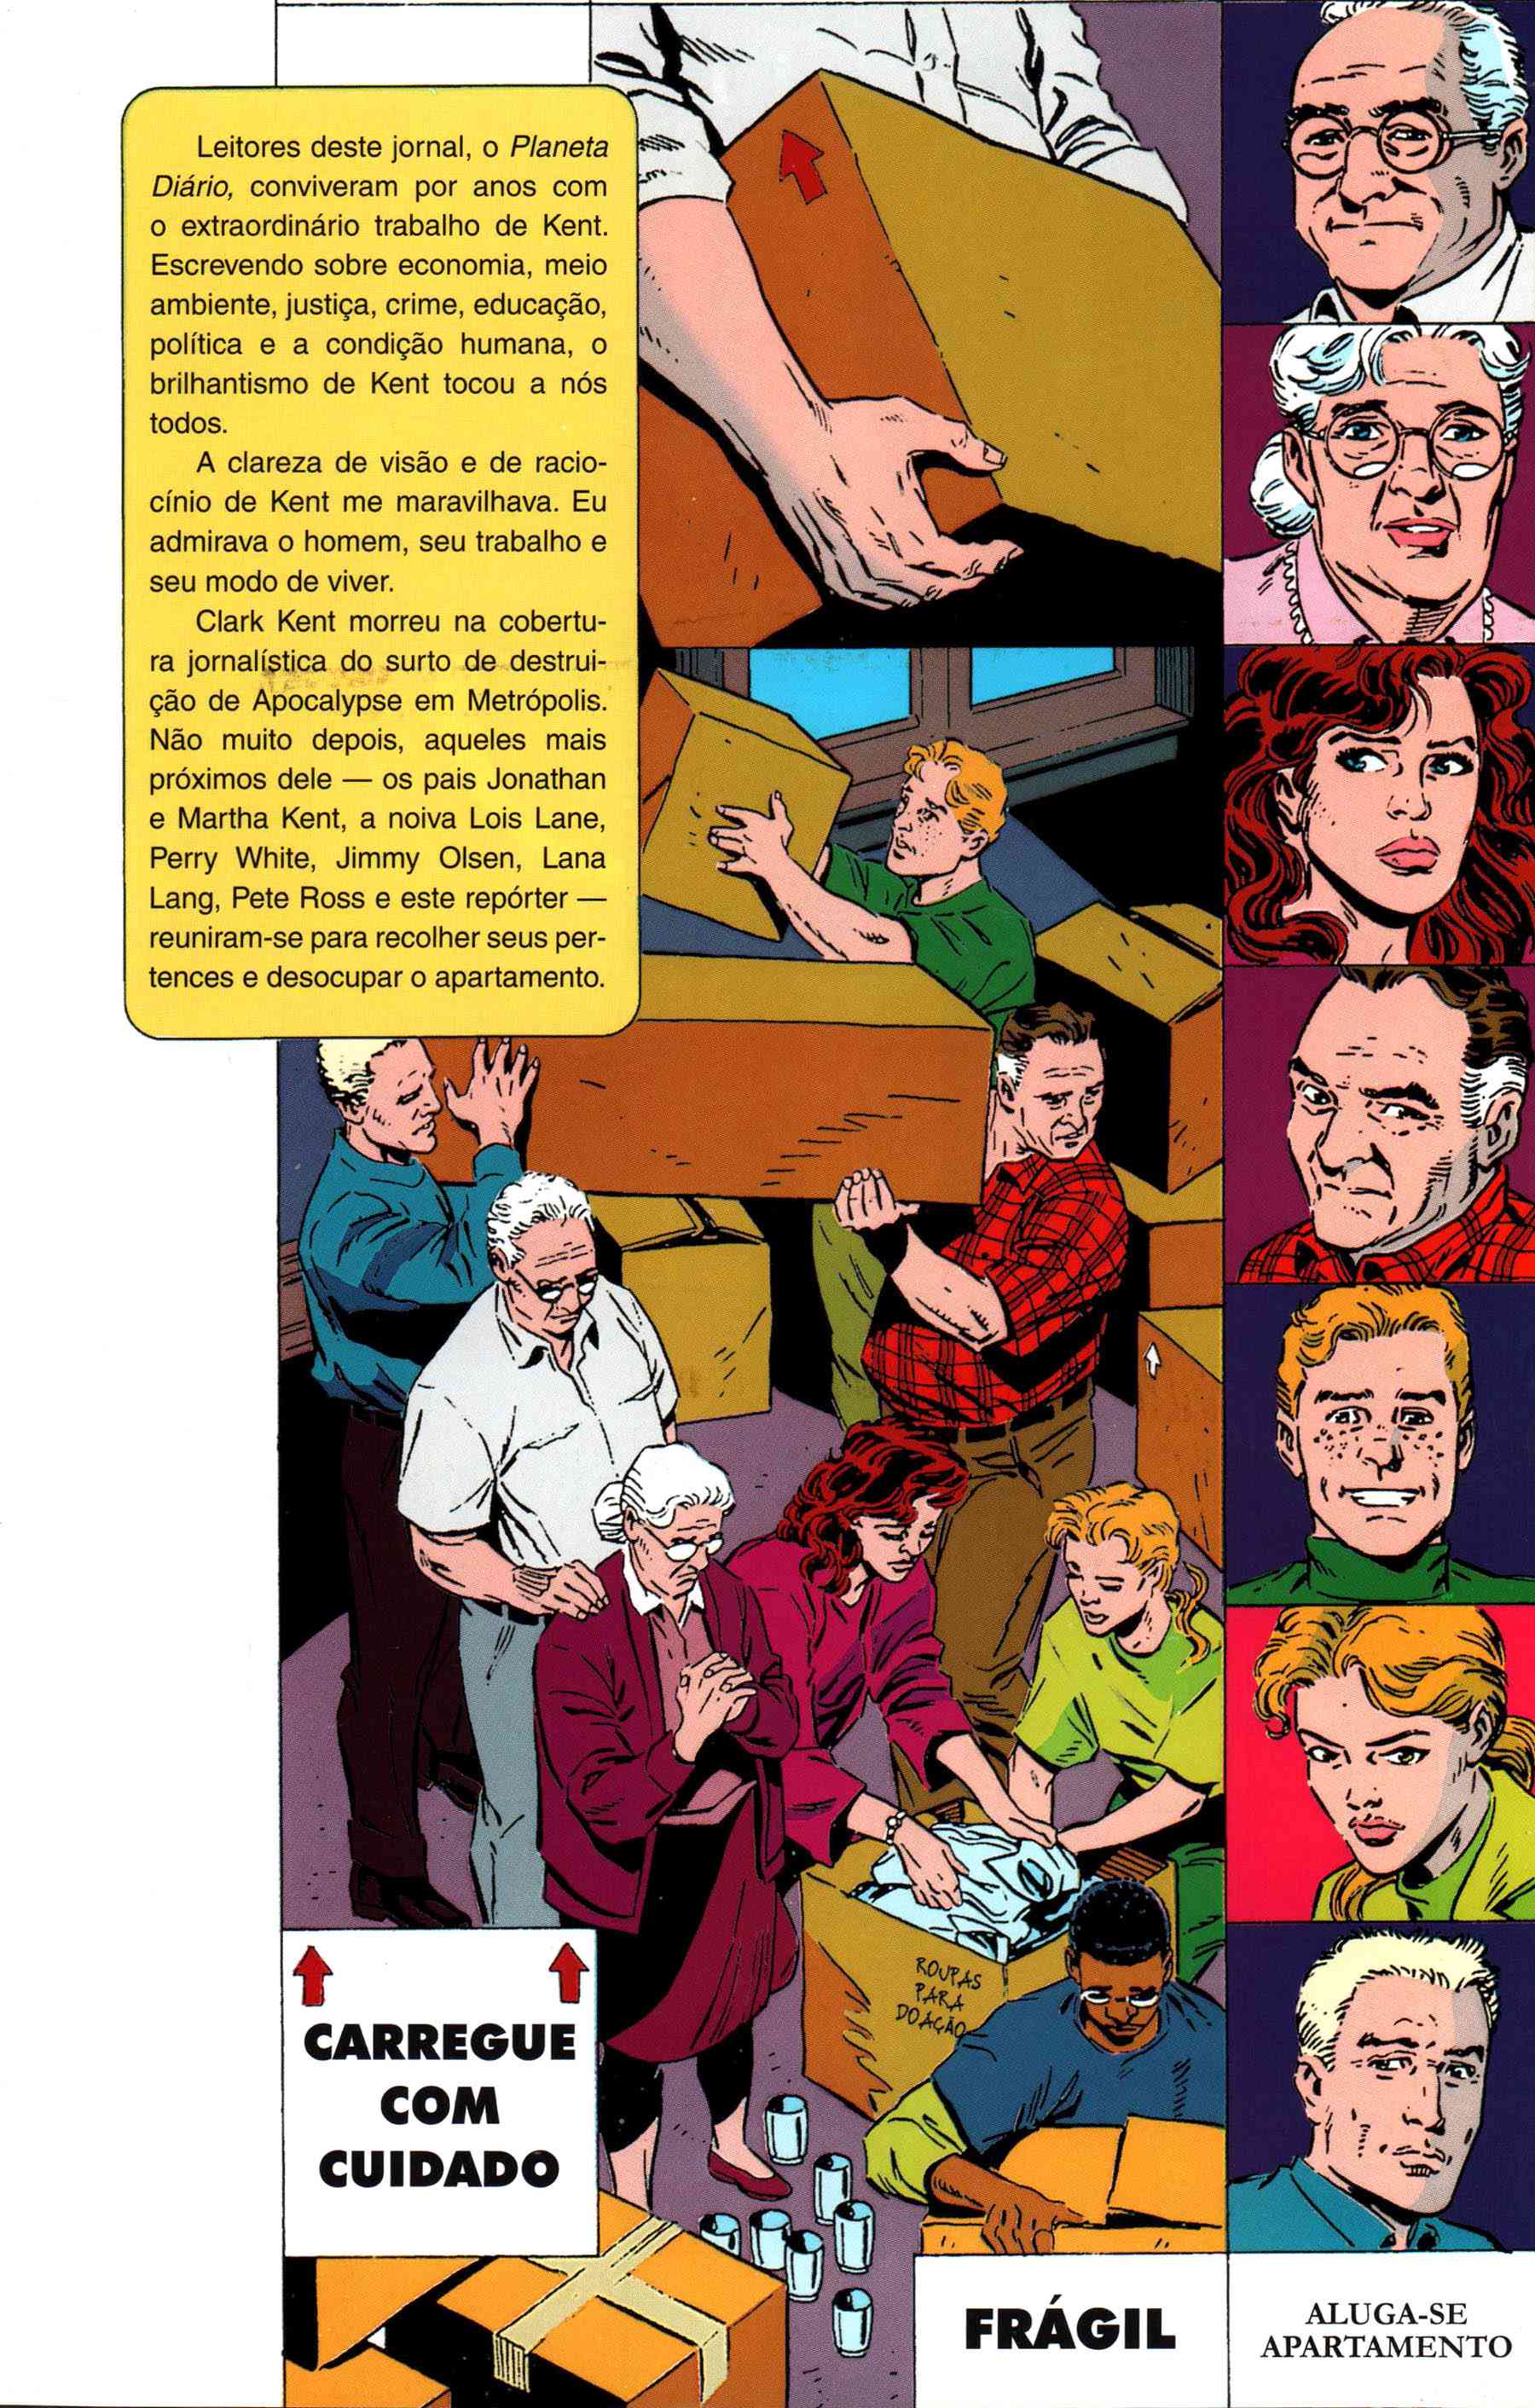 Leitores deste jornal, o Planeta
Diário, conviveram por anos com
o extraordinário trabalho de Kent.
Escrevendo sobre economia, meio
ambiente, justiça, crime, educação,
política e a condição humana, o
brilhantismo de Kent tocou a nós
todos.
A clareza de visão e de racio-
cínio de Kent me maravilhava. Eu
admirava o homem, seu trabalho e
seu modo de viver.
Clark Kent morreu na cobertu-
ra jornalística do surto de destrui-
ção de Apocalypse em Metrópolis.
Não muito depois, aqueles mais
próximos dele — os pais Jonathan
e Martha Kent, a noiva Lois Lane,
Perry White, Jimmy Olsen, Lana
Lang, Pete Ross e este repórter —
reuniram-se para recolher seus per-
tences e desocupar o apartamento.
ROUPAS
PARA
DOAÇÃO
CARREGUE
COM
CUIDADO
FRÁGIL
ALUGA-SE
APARTAMENTO